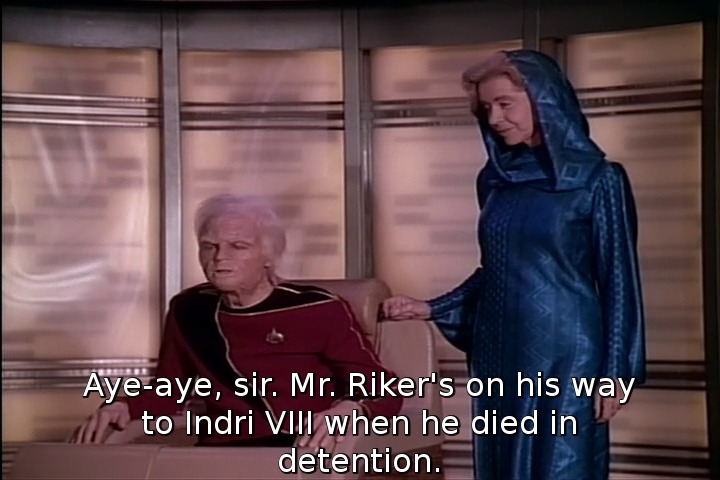 Aye-aye, sir. Mr. Riker's on his way
to Indri VIII when he died in
detention.